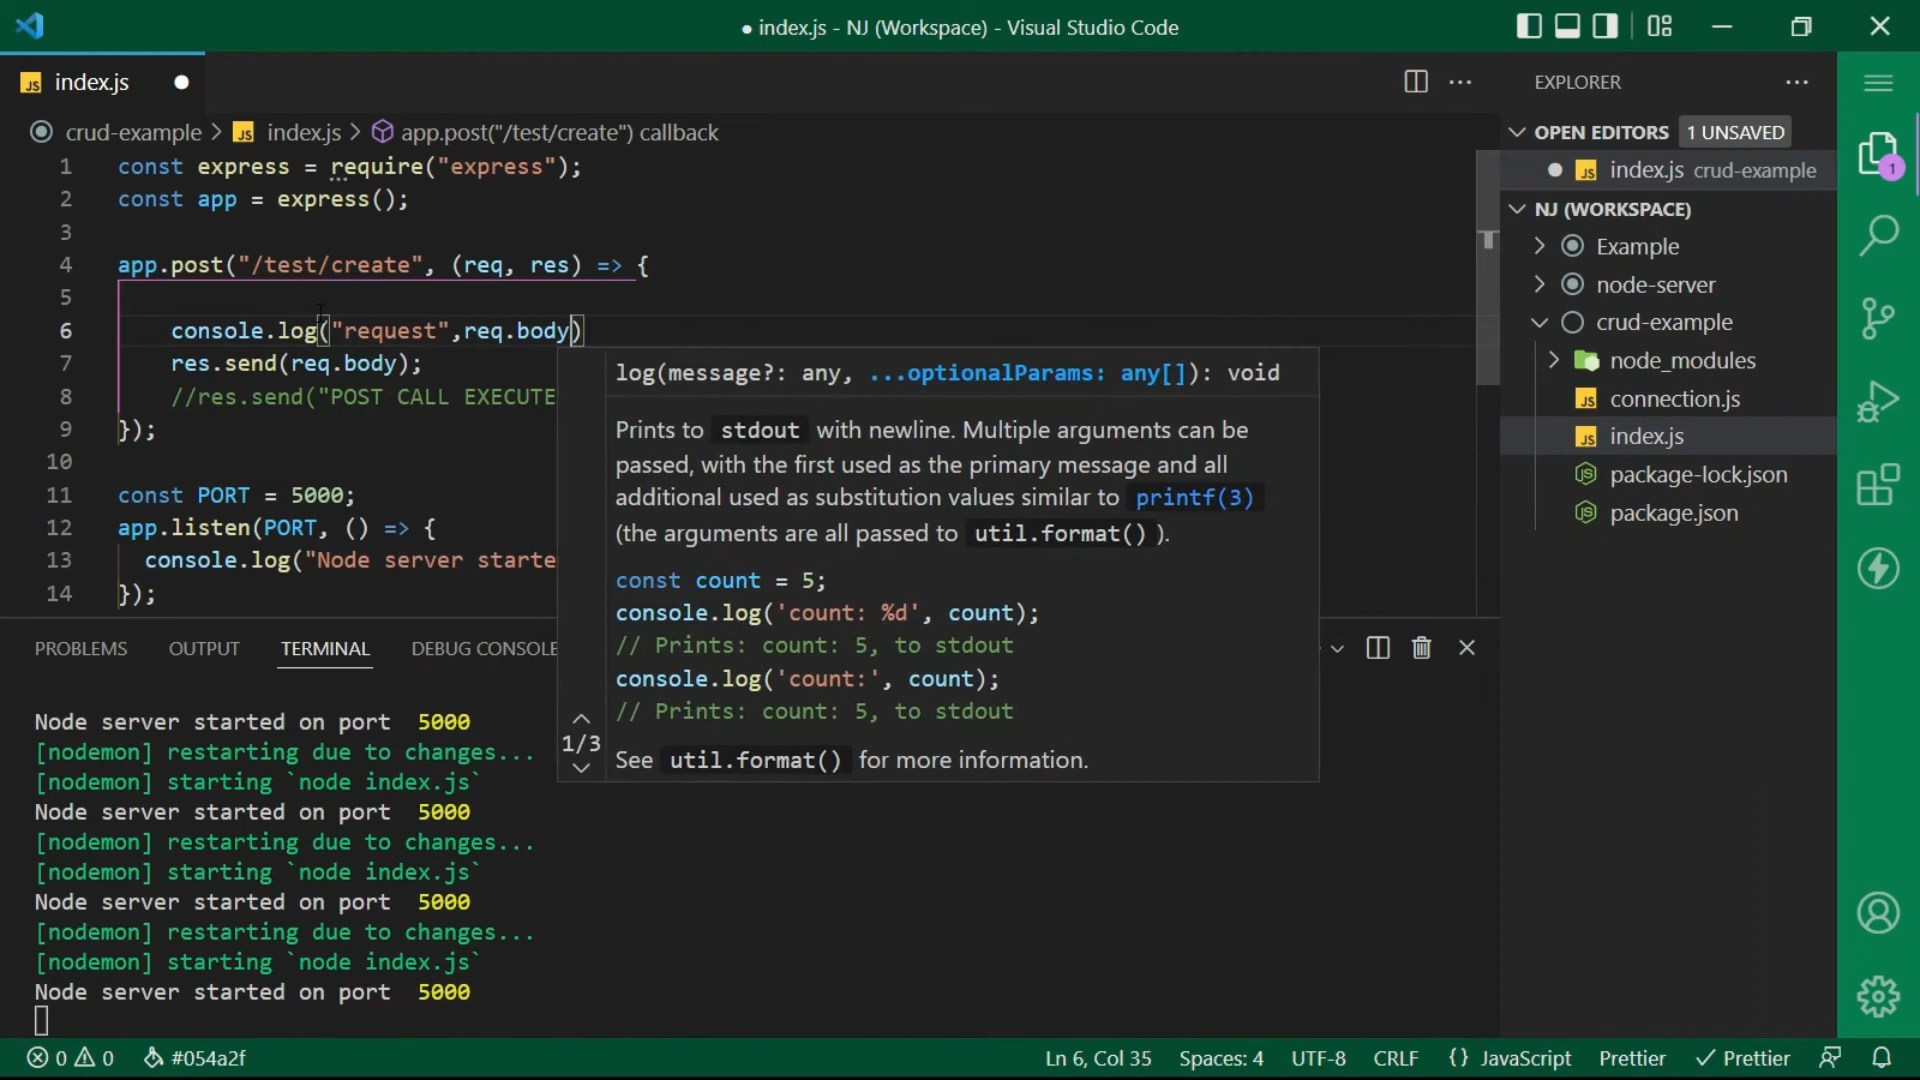 ● index.js - NJ (Workspace) - Visual Studio Code
JS index.js ●
crud-example > JS index.js > app.post("/test/create") callback
1 const express = require("express");
2 const app = express();
3
4 app.post("/test/create", (req, res) => {
5
6 console.log("request",req.body)
7 res.send(req.body);
8 //res.send("POST CALL EXECUTE
9 });
10
11 const PORT = 5000;
12 app.listen(PORT, () => {
13 console.log("Node server starte
14 });
log(message?: any, ...optionalParams: any[]): void
Prints to stdout with newline. Multiple arguments can be
passed, with the first used as the primary message and all
additional used as substitution values similar to printf(3)
(the arguments are all passed to util.format() ).
const count = 5;
console.log('count: %d', count);
// Prints: count: 5, to stdout
console.log('count:', count);
// Prints: count: 5, to stdout
1/3
See util.format() for more information.
PROBLEMS OUTPUT TERMINAL DEBUG CONSOLE
Node server started on port 5000
[nodemon] restarting due to changes...
[nodemon] starting `node index.js`
Node server started on port 5000
[nodemon] restarting due to changes...
[nodemon] starting `node index.js`
Node server started on port 5000
[nodemon] restarting due to changes...
[nodemon] starting `node index.js`
Node server started on port 5000
EXPLORER
OPEN EDITORS 1 UNSAVED
● JS index.js crud-example
NJ (WORKSPACE)
Example
node-server
crud-example
node_modules
JS connection.js
JS index.js
package-lock.json
package.json
1
0 0 #054a2f Ln 6, Col 35 Spaces: 4 UTF-8 CRLF {} JavaScript Prettier ✓ Prettier